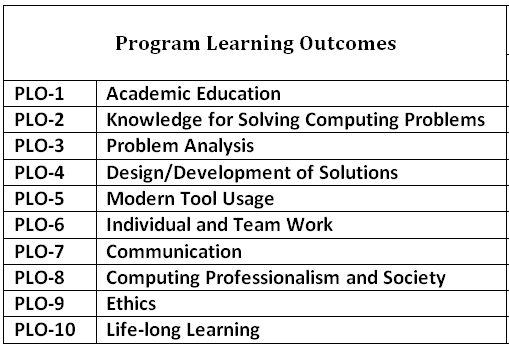 Program Learning Outcomes
PLO-1 Academic Education
PLO-2 Knowledge for Solving Computing Problems
PLO-3 Problem Analysis
PLO-4 Design/Development of Solutions
PLO-5 Modern Tool Usage
PLO-6 Individual and Team Work
PLO-7 Communication
PLO-8 Computing Professionalism and Society
PLO-9 Ethics
PLO-10 Life-long Learning